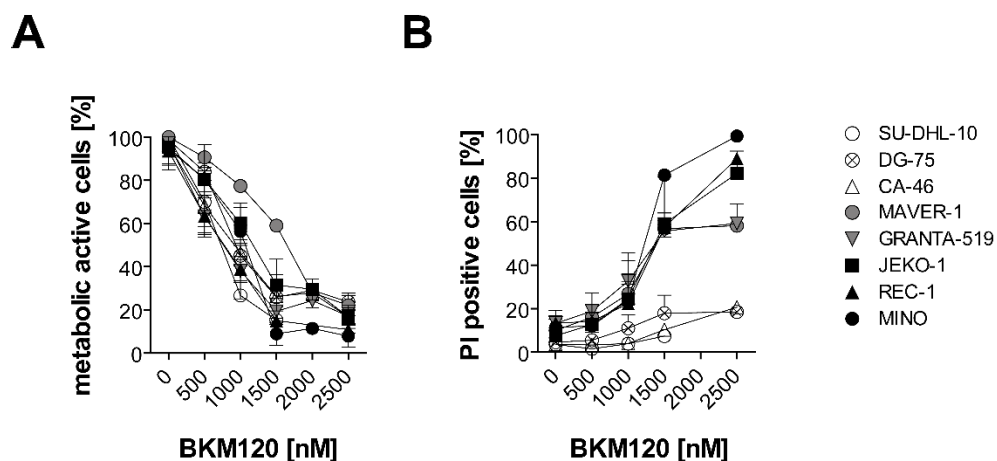 A
metabolic active cells [%]
100
80
60
40
20
0
0
500
1000
1500
2000
2500
BKM120 [nM]
B
PI positive cells [%]
100
80
60
40
20
0
0
500
1000
1500
2000
2500
BKM120 [nM]
SU-DHL-10
DG-75
CA-46
MAVER-1
GRANTA-519
JEKO-1
REC-1
MINO